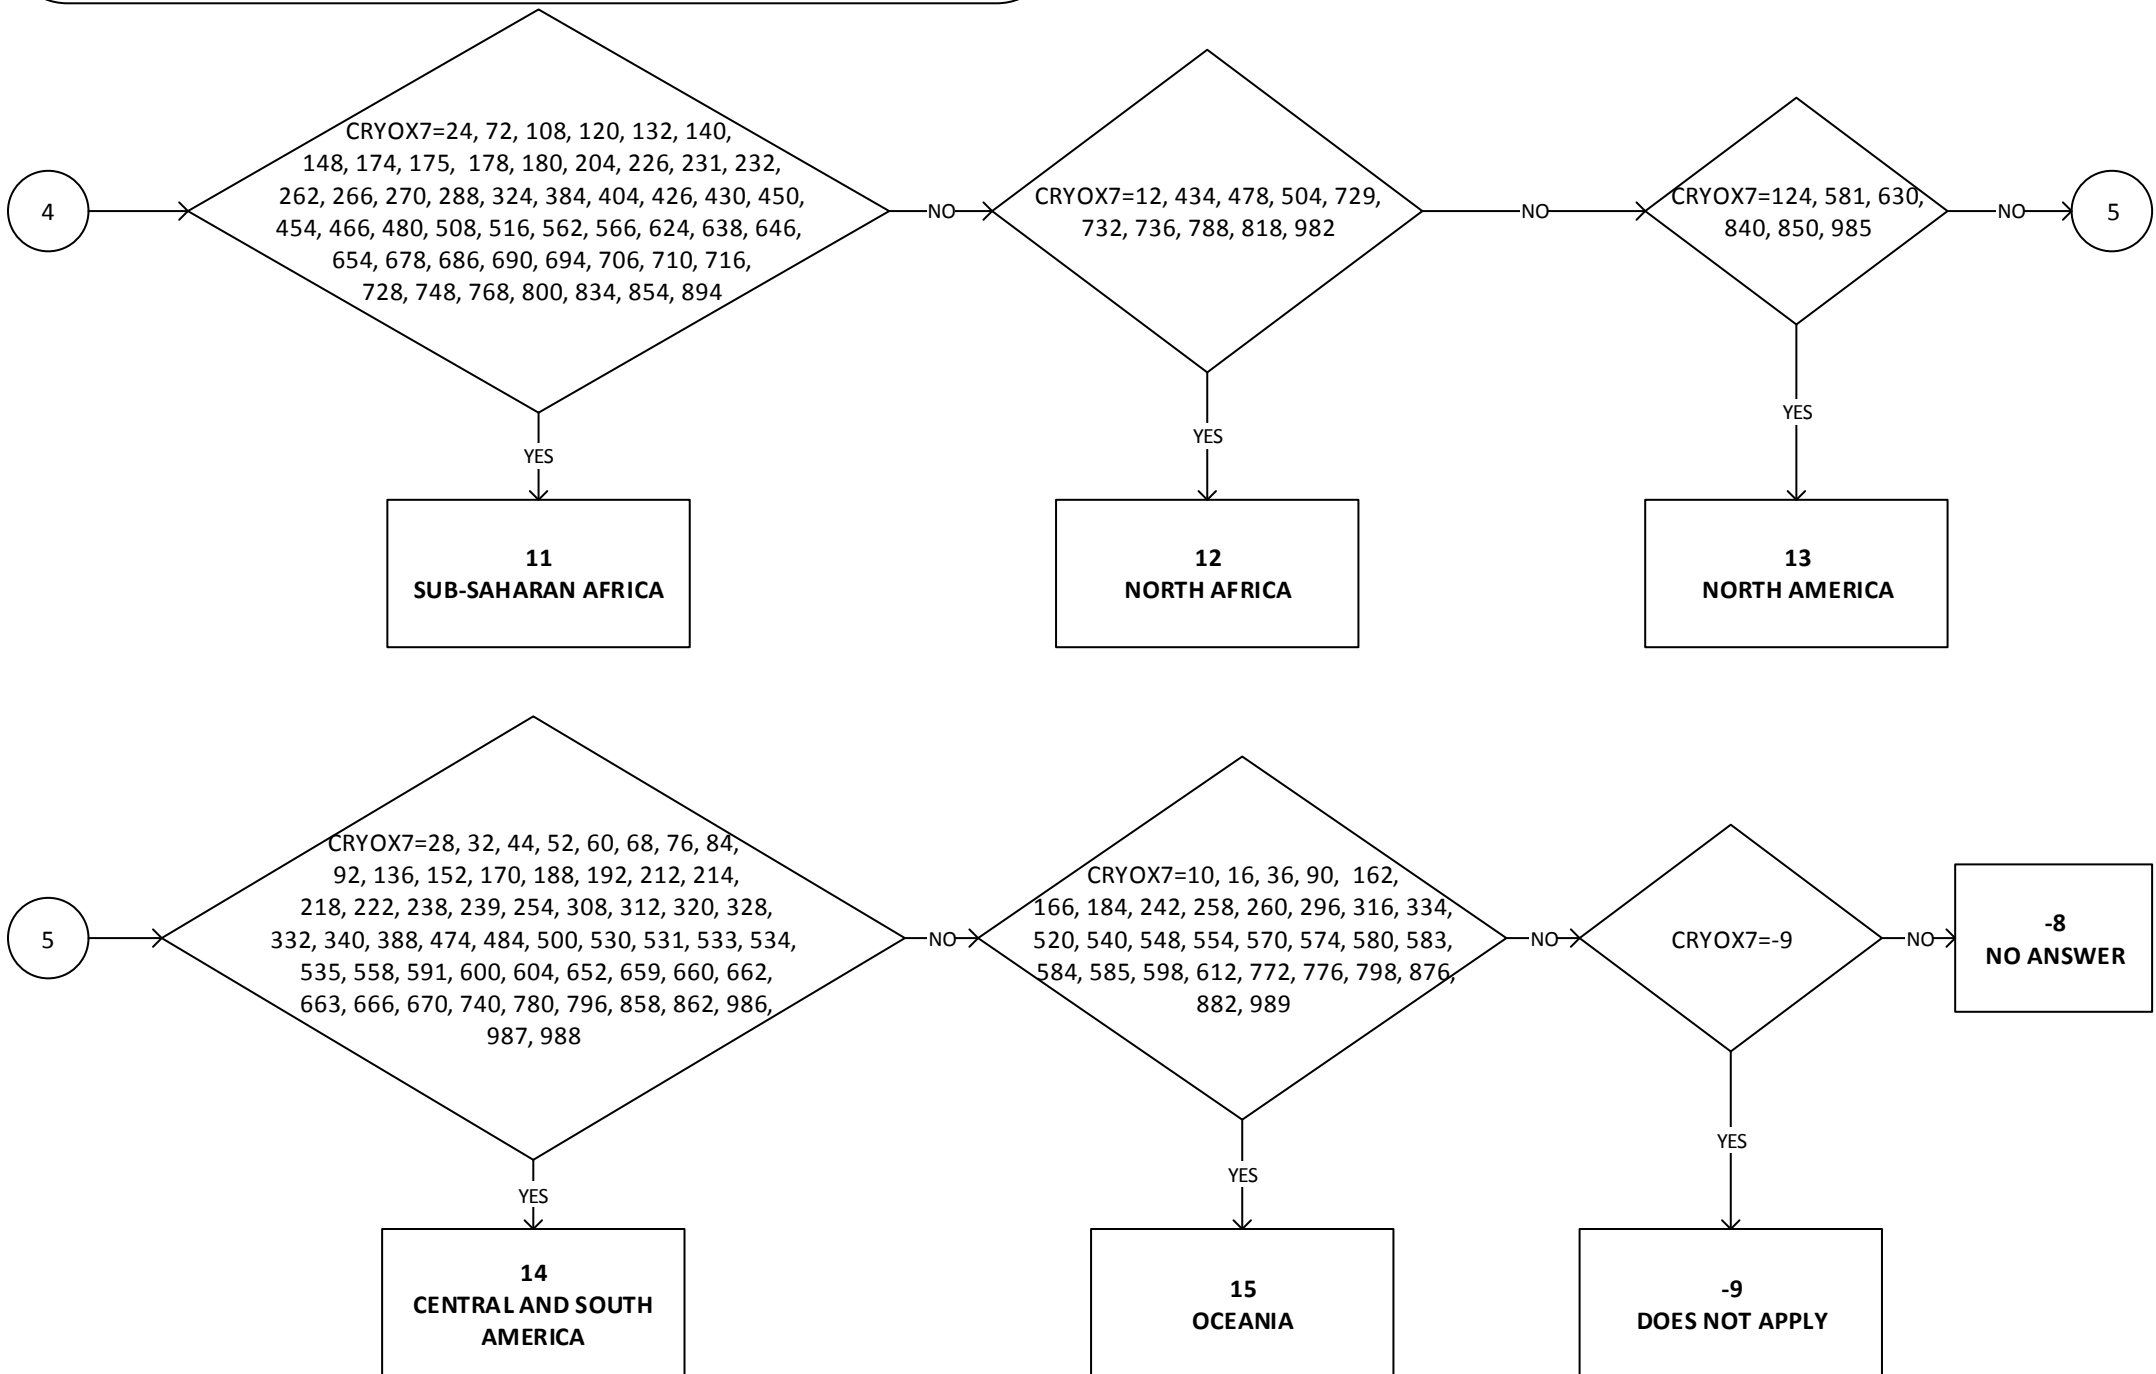 CRYOX7=24, 72, 108, 120, 132, 140,
148, 174, 175, 178, 180, 204, 226, 231, 232,
262, 266, 270, 288, 324, 384, 404, 426, 430, 450,
454, 466, 480, 508, 516, 562, 566, 624, 638, 646,
654, 678, 686, 690, 694, 706, 710, 716,
728, 748, 768, 800, 834, 854, 894
4
NO
CRYOX7=12, 434, 478, 504, 729,
732, 736, 788, 818, 982
NO
CRYOX7=124, 581, 630,
840, 850, 985
NO
5
YES
YES
YES
11
SUB-SAHARAN AFRICA
12
NORTH AFRICA
13
NORTH AMERICA
5
CRYOX7=28, 32, 44, 52, 60, 68, 76, 84,
92, 136, 152, 170, 188, 192, 212, 214,
218, 222, 238, 239, 254, 308, 312, 320, 328,
332, 340, 388, 474, 484, 500, 530, 531, 533, 534,
535, 558, 591, 600, 604, 652, 659, 660, 662,
663, 666, 670, 740, 780, 796, 858, 862, 986,
987, 988
NO
CRYOX7=10, 16, 36, 90, 162,
166, 184, 242, 258, 260, 296, 316, 334,
520, 540, 548, 554, 570, 574, 580, 583,
584, 585, 598, 612, 772, 776, 798, 876,
882, 989
NO
CRYOX7=-9
NO
-8
NO ANSWER
YES
YES
YES
14
CENTRAL AND SOUTH
AMERICA
15
OCEANIA
-9
DOES NOT APPLY